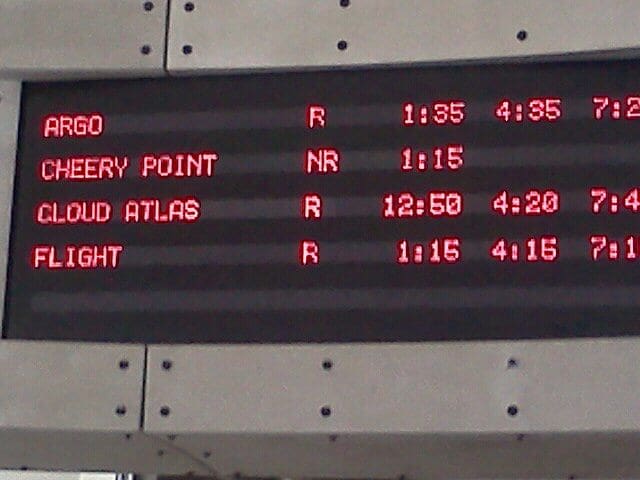 ARGO R 1:35 4:35 7:2
CHEERY POINT NR 1:15
CLOUD ATLAS R 12:50 4:20 7:4
FLIGHT R 1:15 4:15 7:1